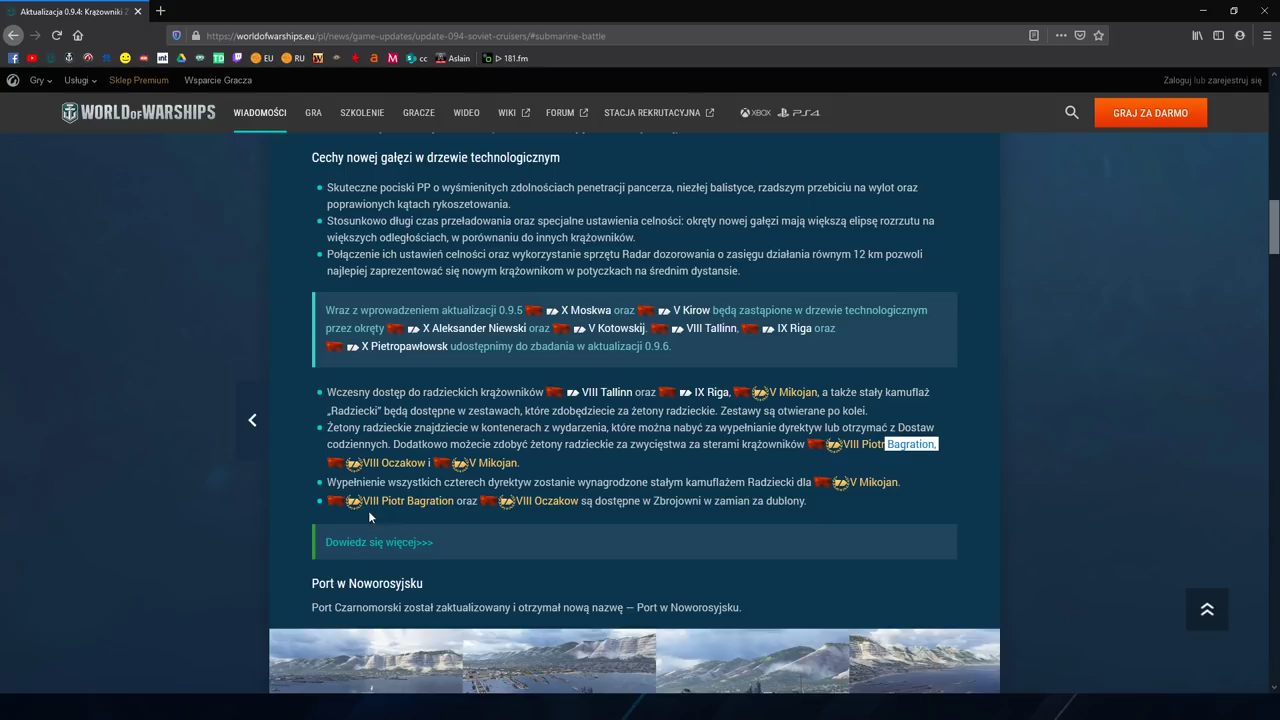 Aktualizacja 0.9.4: Krążowniki Z
https://worldofwarships.eu/pl/news/game-updates/update-094-soviet-cruisers/#submarine-battle
EU RU cc Aslain > 181.fm
Gry Usługi Sklep Premium Wsparcie Gracza Zaloguj lub zarejestruj się
WORLD OF WARSHIPS WIADOMOŚCI GRA SZKOLENIE GRACZE WIDEO WIKI FORUM STACJA REKRUTACYJNA XBOX PS4 GRAJ ZA DARMO
Cechy nowej gałęzi w drzewie technologicznym
Skuteczne pociski PP o wyśmienitych zdolnościach penetracji pancerza, niezłej balistyce, rzadszym przebiciu na wylot oraz
poprawionych kątach rykoszetowania.
Stosunkowo długi czas przeładowania oraz specjalne ustawienia celności: okręty nowej gałęzi mają większą elipsę rozrzutu na
większych odległościach, w porównaniu do innych krążowników.
Połączenie ich ustawień celności oraz wykorzystanie sprzętu Radar dozorowania o zasięgu działania równym 12 km pozwoli
najlepiej zaprezentować się nowym krążownikom w potyczkach na średnim dystansie.
Wraz z wprowadzeniem aktualizacji 0.9.5 X Moskwa oraz V Kirow będą zastąpione w drzewie technologicznym
przez okręty X Aleksander Niewski oraz V Kotowskij. VIII Tallinn, IX Riga oraz
X Pietropawłowsk udostępnimy do zbadania w aktualizacji 0.9.6.
Wczesny dostęp do radzieckich krążowników VIII Tallinn oraz IX Riga, V Mikojan, a także stały kamuflaż
„Radziecki” będą dostępne w zestawach, które zdobędziecie za żetony radzieckie. Zestawy są otwierane po kolei.
Żetony radzieckie znajdziecie w kontenerach z wydarzenia, które można nabyć za wypełnianie dyrektyw lub otrzymać z Dostaw
codziennych. Dodatkowo możecie zdobyć żetony radzieckie za zwycięstwa za sterami krążowników VIII Piotr Bagration,
VIII Oczakow i V Mikojan.
Wypełnienie wszystkich czterech dyrektyw zostanie wynagrodzone stałym kamuflażem Radziecki dla V Mikojan.
VIII Piotr Bagration oraz VIII Oczakow są dostępne w Zbrojowni w zamian za dublony.
Dowiedz się więcej>>>
Port w Noworosyjsku
Port Czarnomorski został zaktualizowany i otrzymał nową nazwę — Port w Noworosyjsku.